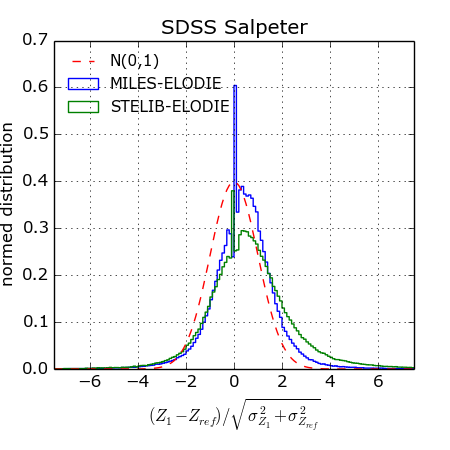 SDSS Salpeter
0.7
0.6
0.5
0.4
0.3
0.2
0.1
0.0
normed distribution
N(0,1)
MILES-ELODIE
STELIB-ELODIE
−6 −4 −2 0 2 4 6
(Z₁−Z_ref)/√(σ²_Z₁+σ²_Z_ref)